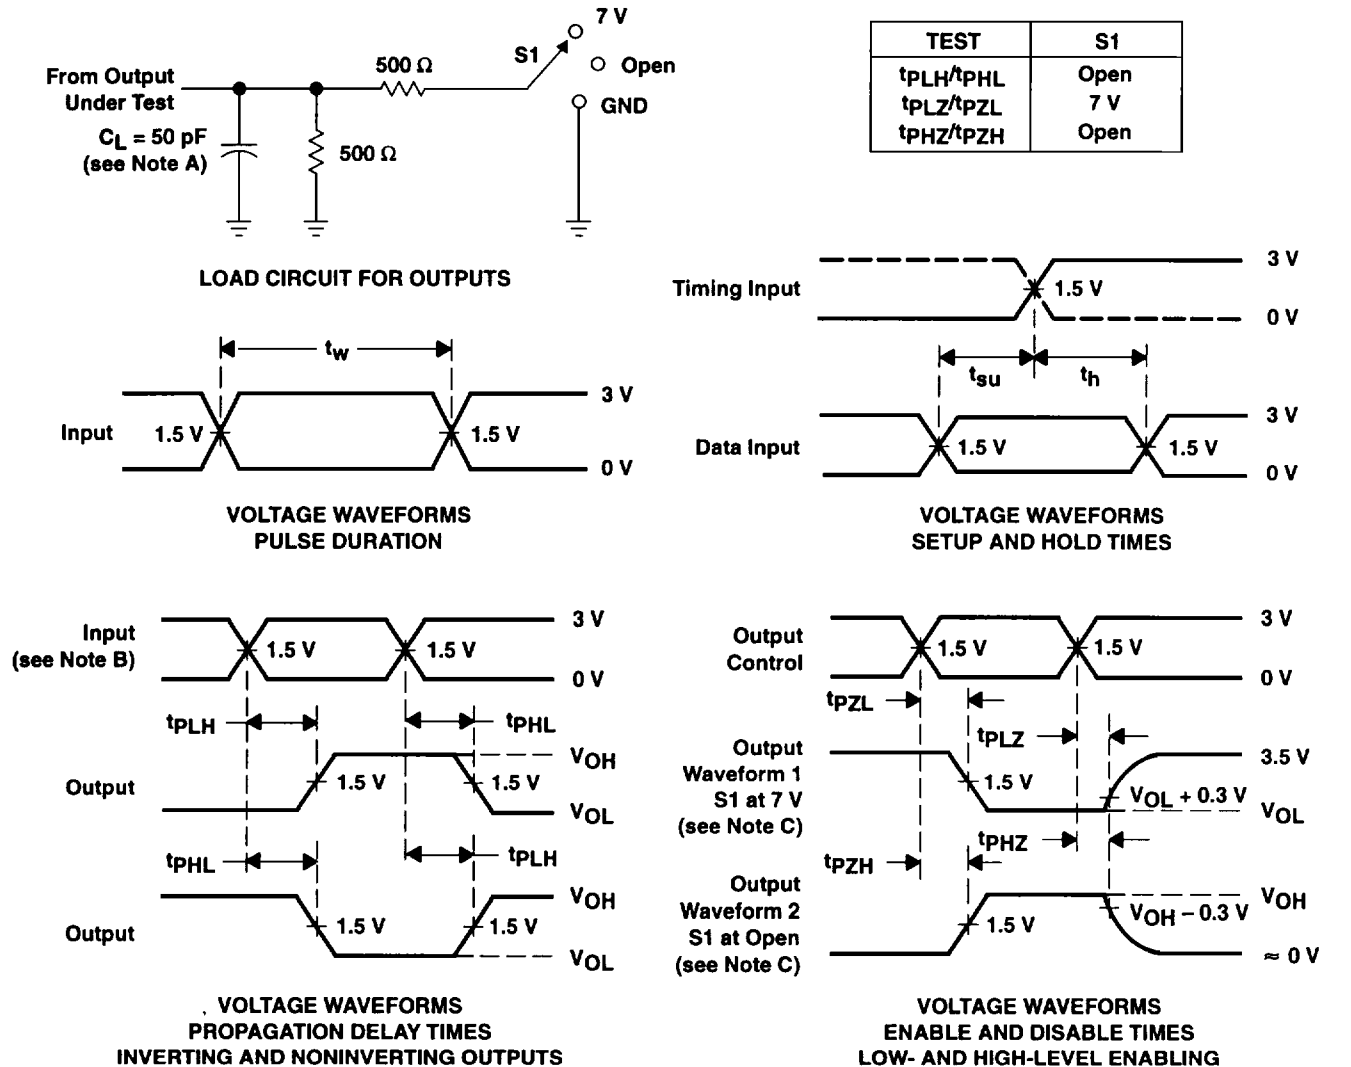 7 V
S1
Open
GND
500 Ω
From Output
Under Test
CL = 50 pF
(see Note A)
500 Ω
LOAD CIRCUIT FOR OUTPUTS
TEST S1
tPLH/tPHL Open
tPLZ/tPZL 7 V
tPHZ/tPZH Open
tw
Input
1.5 V
1.5 V
3 V
0 V
VOLTAGE WAVEFORMS
PULSE DURATION
Timing Input
1.5 V
3 V
0 V
tsu
th
Data Input
1.5 V
1.5 V
3 V
0 V
VOLTAGE WAVEFORMS
SETUP AND HOLD TIMES
Input
(see Note B)
1.5 V
1.5 V
3 V
0 V
tPLH
tPHL
Output
1.5 V
1.5 V
VOH
VOL
tPHL
tPLH
Output
1.5 V
1.5 V
VOH
VOL
VOLTAGE WAVEFORMS
PROPAGATION DELAY TIMES
INVERTING AND NONINVERTING OUTPUTS
Output
Control
1.5 V
1.5 V
3 V
0 V
tPZL
tPLZ
Output
Waveform 1
S1 at 7 V
(see Note C)
1.5 V
3.5 V
VOL + 0.3 V
VOL
tPZH
tPHZ
Output
Waveform 2
S1 at Open
(see Note C)
1.5 V
VOH
VOH – 0.3 V
≈ 0 V
VOLTAGE WAVEFORMS
ENABLE AND DISABLE TIMES
LOW- AND HIGH-LEVEL ENABLING